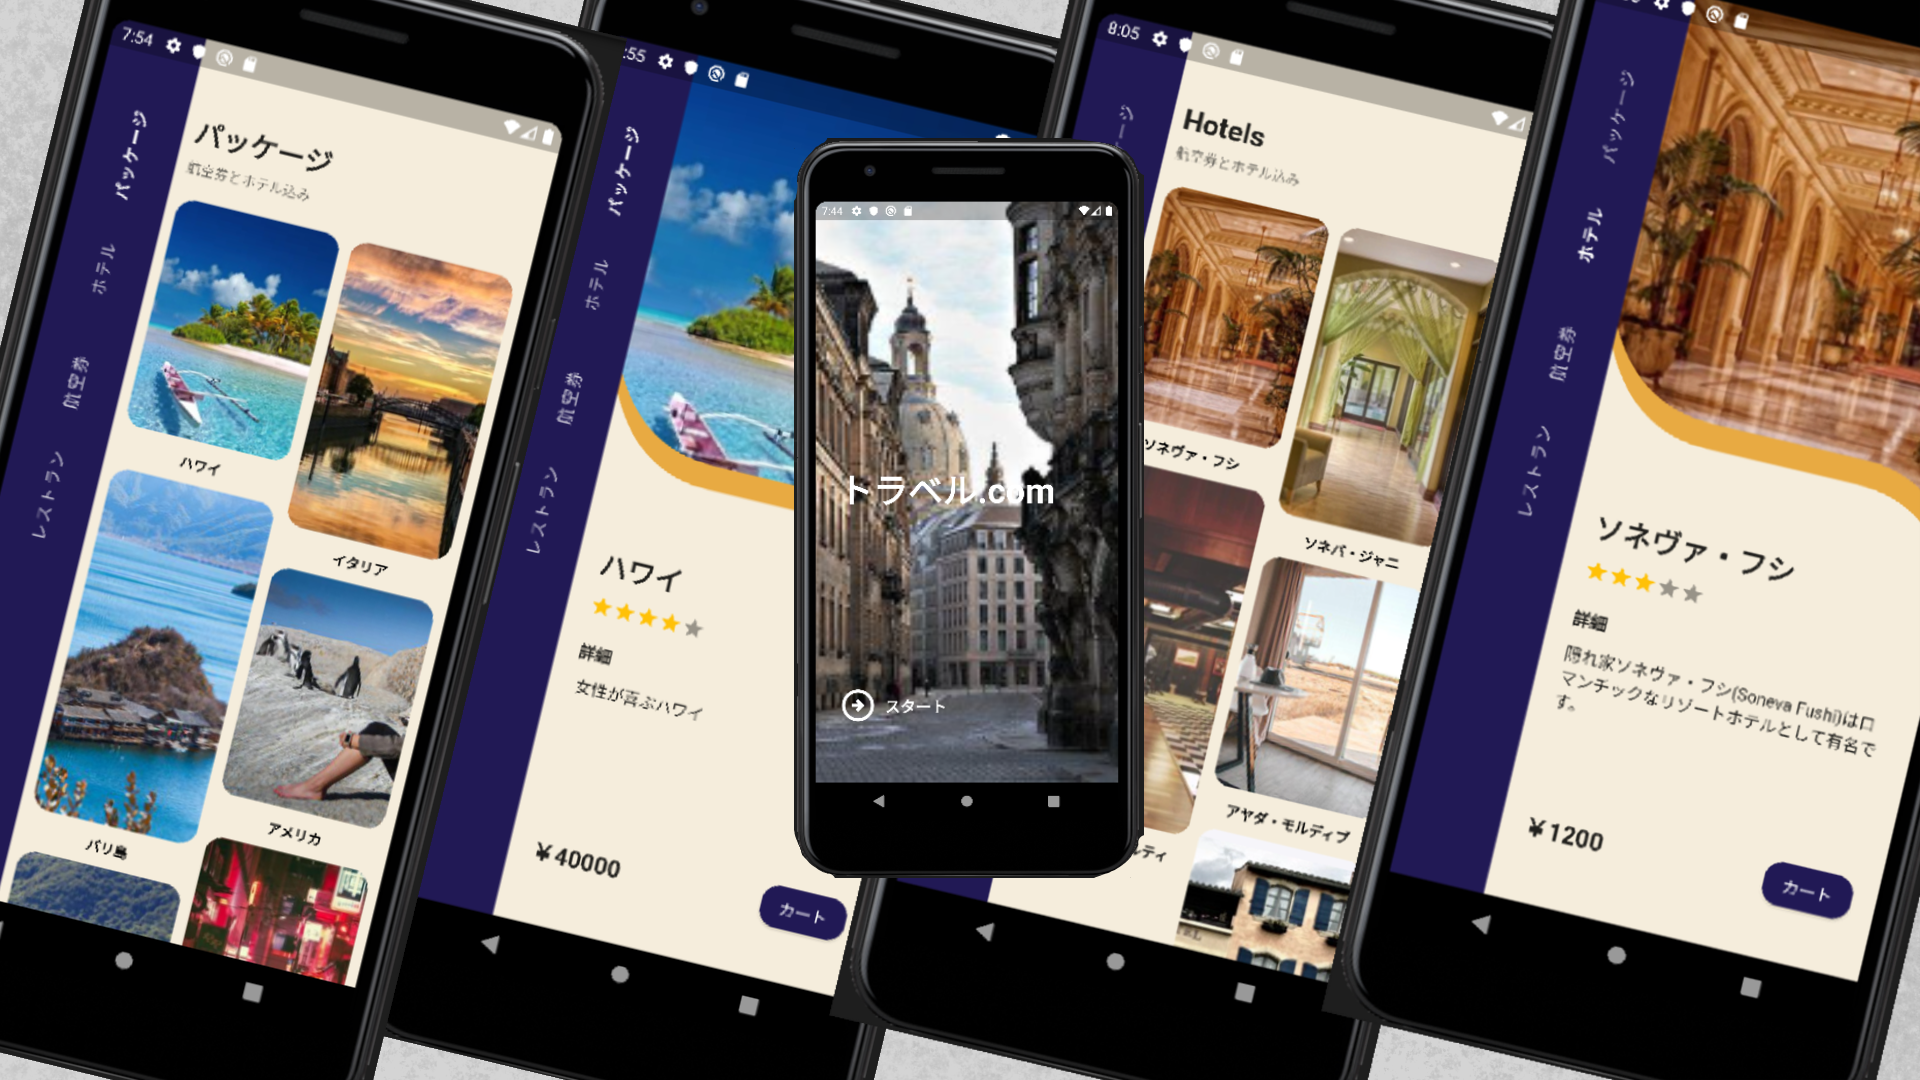 7:54
パッケージ
ホテル
航空券
レストラン
パッケージ
航空券とホテル込み
ハワイ
イタリア
バリ島
アメリカ
:55
パッケージ
ホテル
航空券
レストラン
ハワイ
詳細
女性が喜ぶハワイ
¥40000
カート
7:44
トラベル.com
スタート
8:05
ージ
Hotels
航空券とホテル込み
ソネヴァ・フシ
ソネバ・ジャニ
アヤダ・モルディブ
ルティ
パッケージ
ホテル
航空券
レストラン
ソネヴァ・フシ
詳細
隠れ家ソネヴァ・フシ(Soneva Fushi)はロ
マンチックなリゾートホテルとして有名で
す。
¥1200
カート